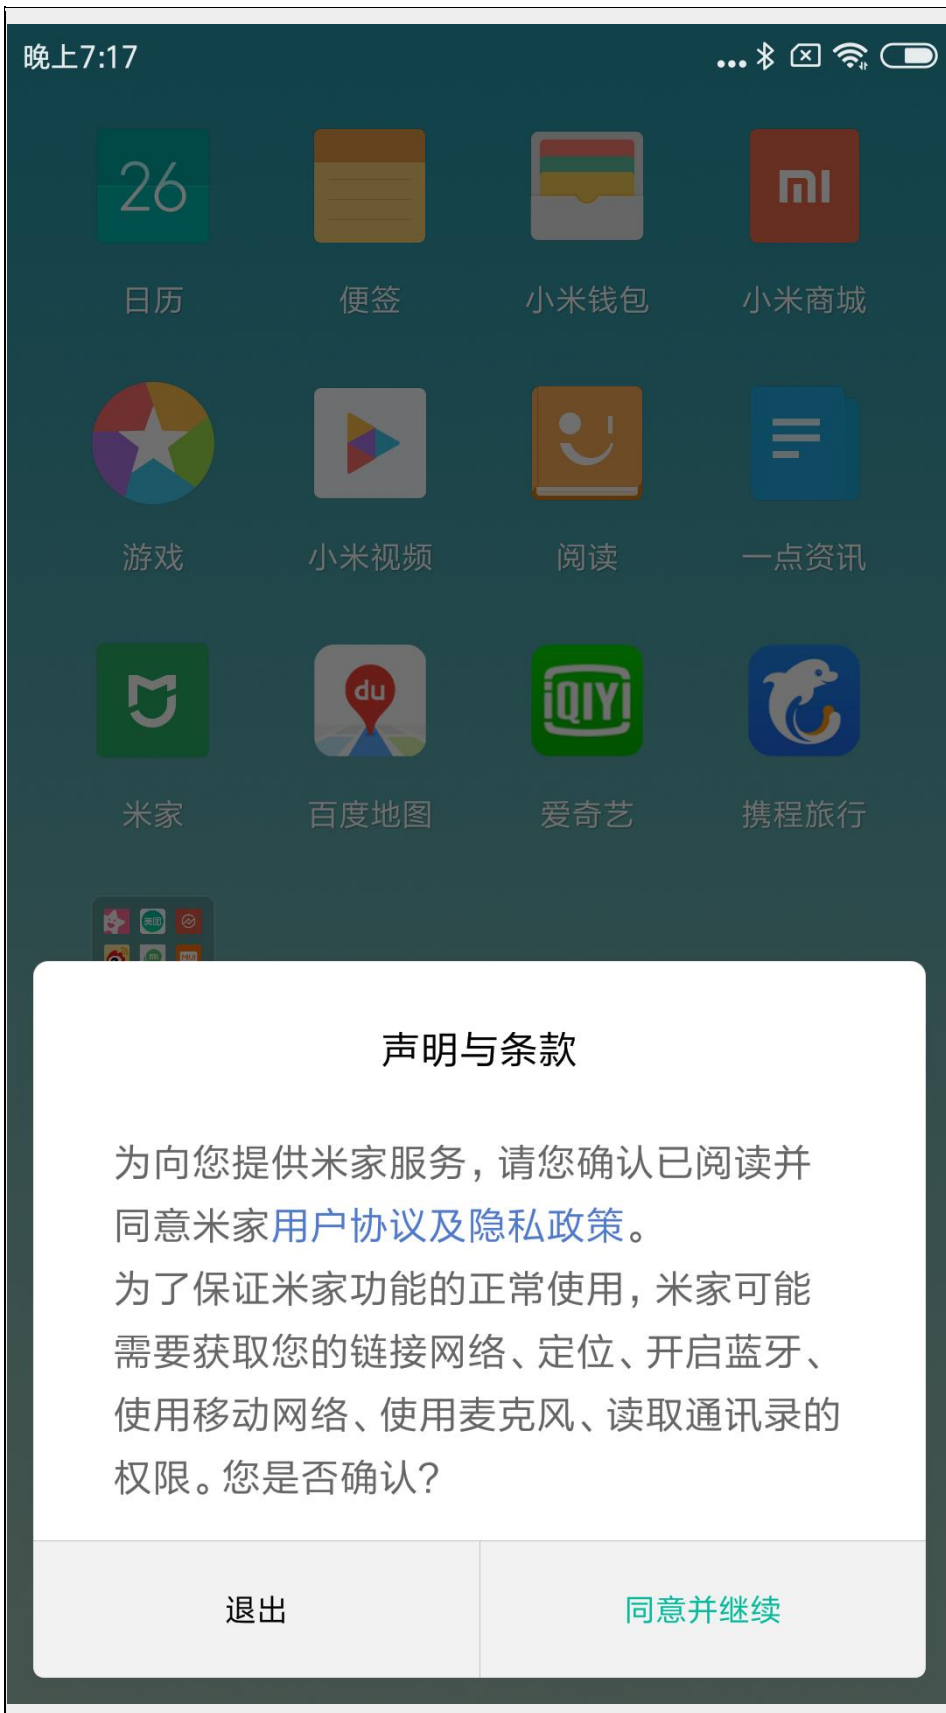 晚上7:17
26
日历
便签
小米钱包
小米商城
游戏
小米视频
阅读
一点资讯
du
iQIYI
米家
百度地图
爱奇艺
携程旅行
美团
mi
MIUI
声明与条款
为向您提供米家服务，请您确认已阅读并
同意米家用户协议及隐私政策。
为了保证米家功能的正常使用，米家可能
需要获取您的链接网络、定位、开启蓝牙、
使用移动网络、使用麦克风、读取通讯录的
权限。您是否确认？
退出
同意并继续